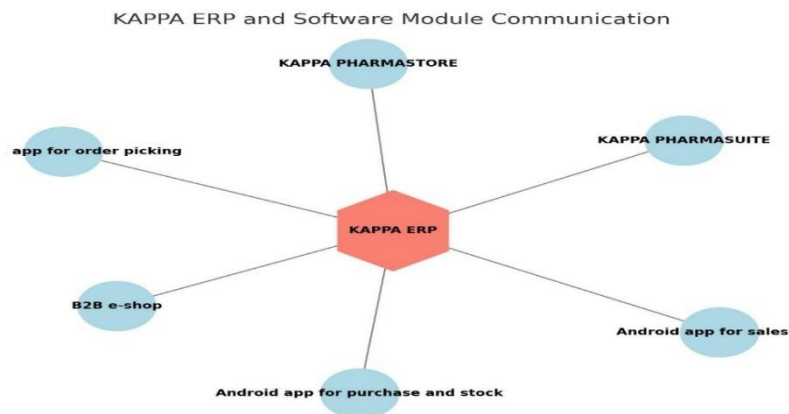 KAPPA ERP and Software Module Communication
KAPPA PHARMASTORE
KAPPA PHARMASUITE
app for order picking
KAPPA ERP
B2B e-shop
Android app for sales
Android app for purchase and stock